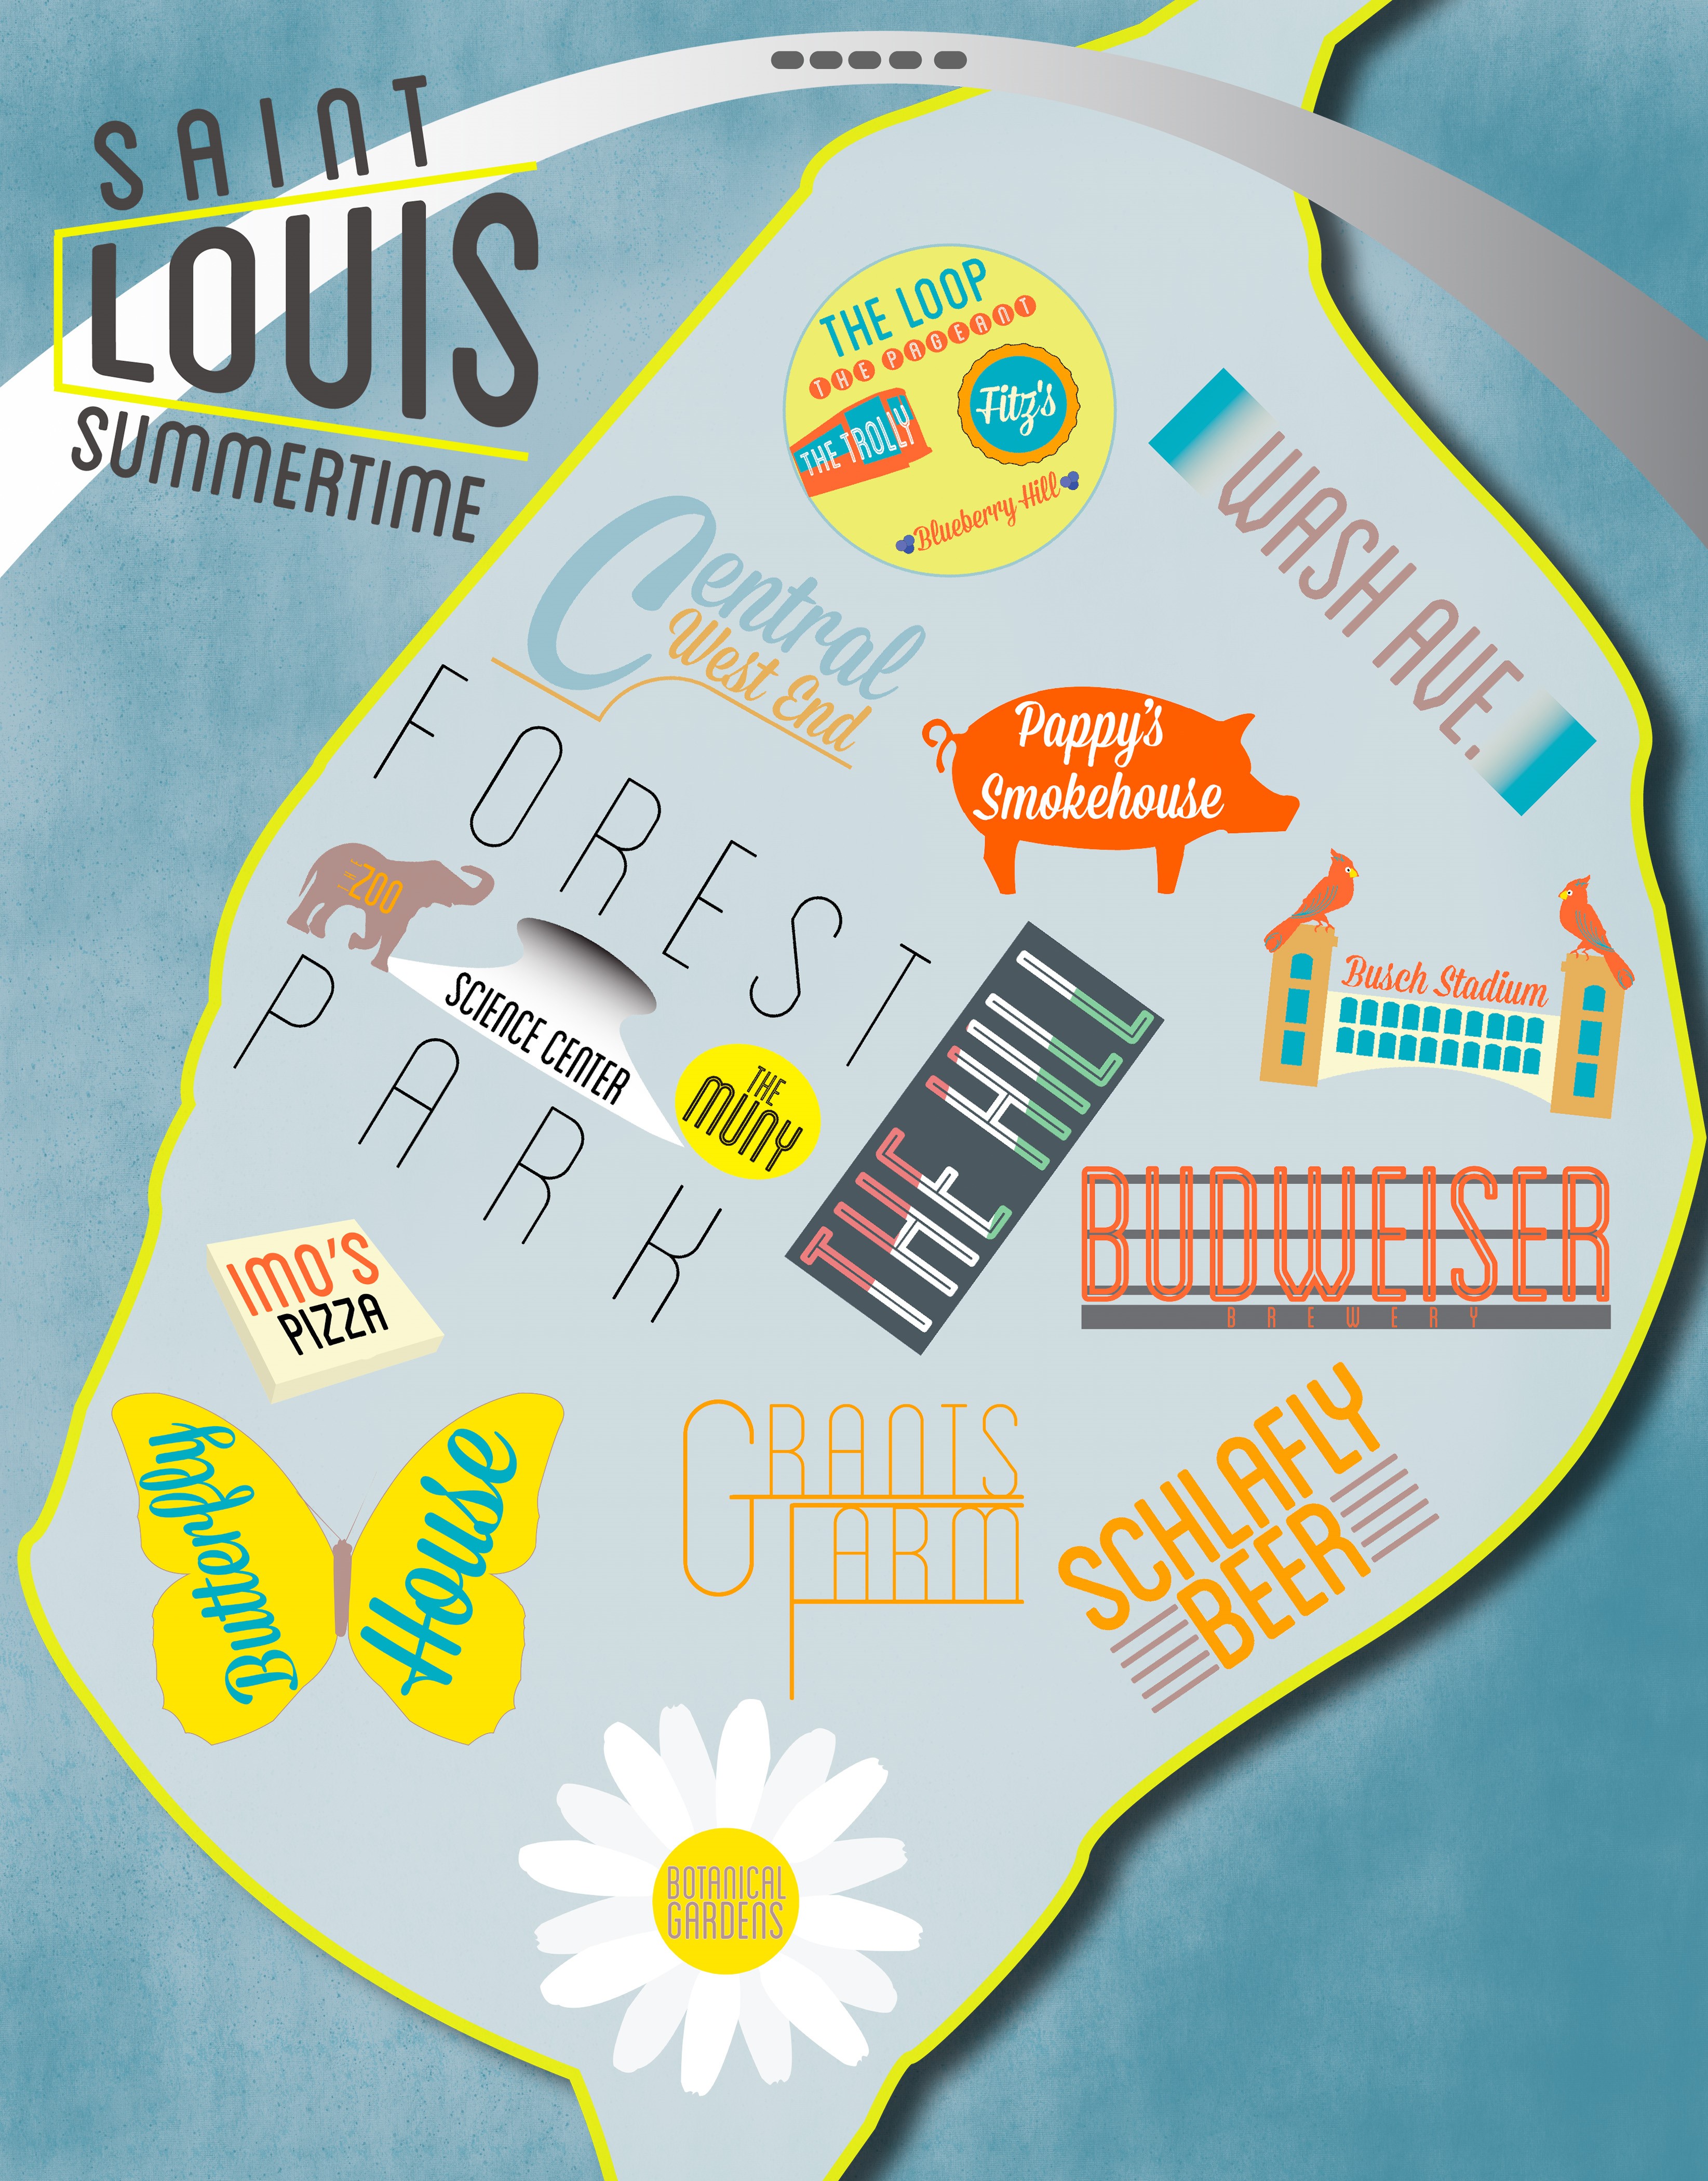 SAINT
LOUIS
SUMMERTIME
THE LOOP
THE PAGEANT
THE TROLLY
Fitz's
Blueberry Hill
WASH AVE.
Central
West End
Pappy's
Smokehouse
FOREST
PARK
THE ZOO
SCIENCE CENTER
THE
MUNY
THE HILL
Busch Stadium
BUDWEISER
BREWERY
IMO'S
PIZZA
Butterfly
House
GRANTS
FARM
SCHLAFLY
BEER
BOTANICAL
GARDENS